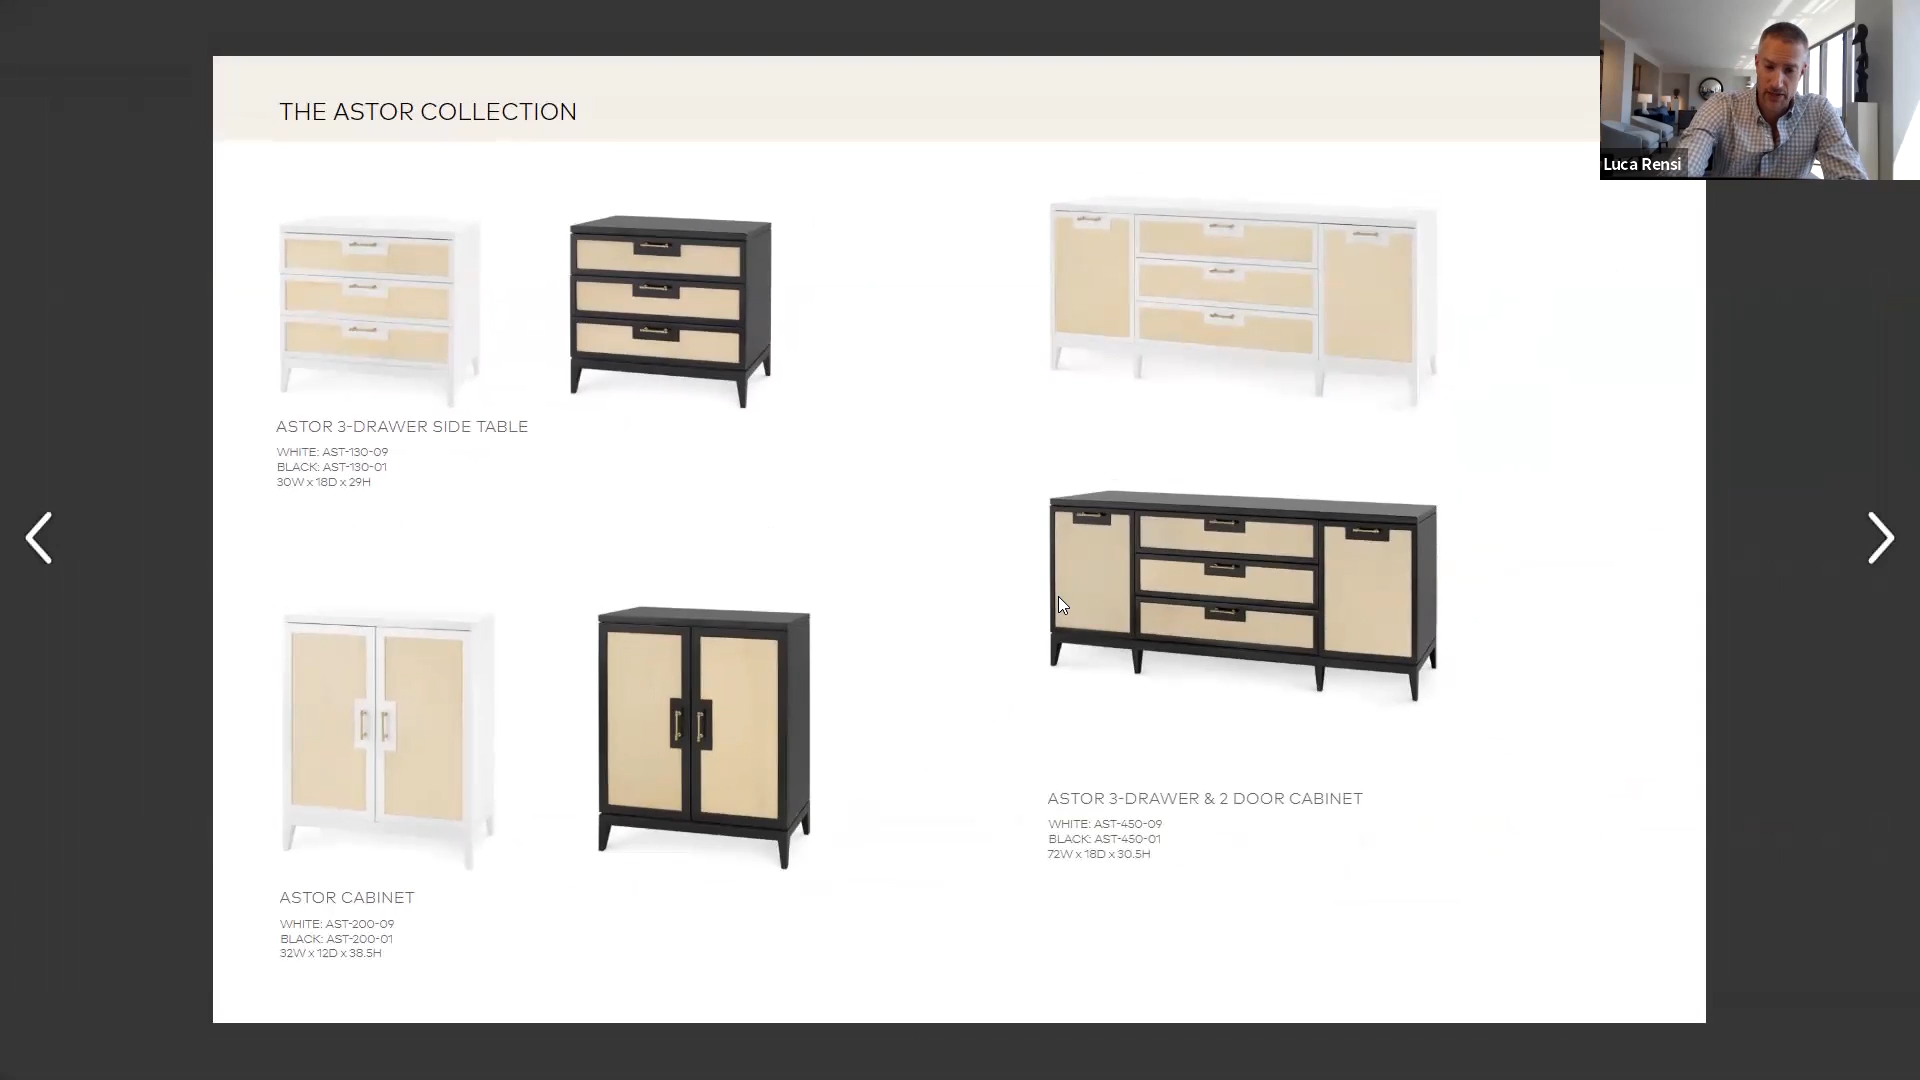 THE ASTOR COLLECTION
Luca Rensi
ASTOR 3-DRAWER SIDE TABLE
WHITE: AST-130-09
BLACK: AST-130-01
30W x 18D x 29H
ASTOR 3-DRAWER & 2 DOOR CABINET
WHITE: AST-450-09
BLACK: AST-450-01
72W x 18D x 30.5H
ASTOR CABINET
WHITE: AST-200-09
BLACK: AST-200-01
32W x 12D x 38.5H